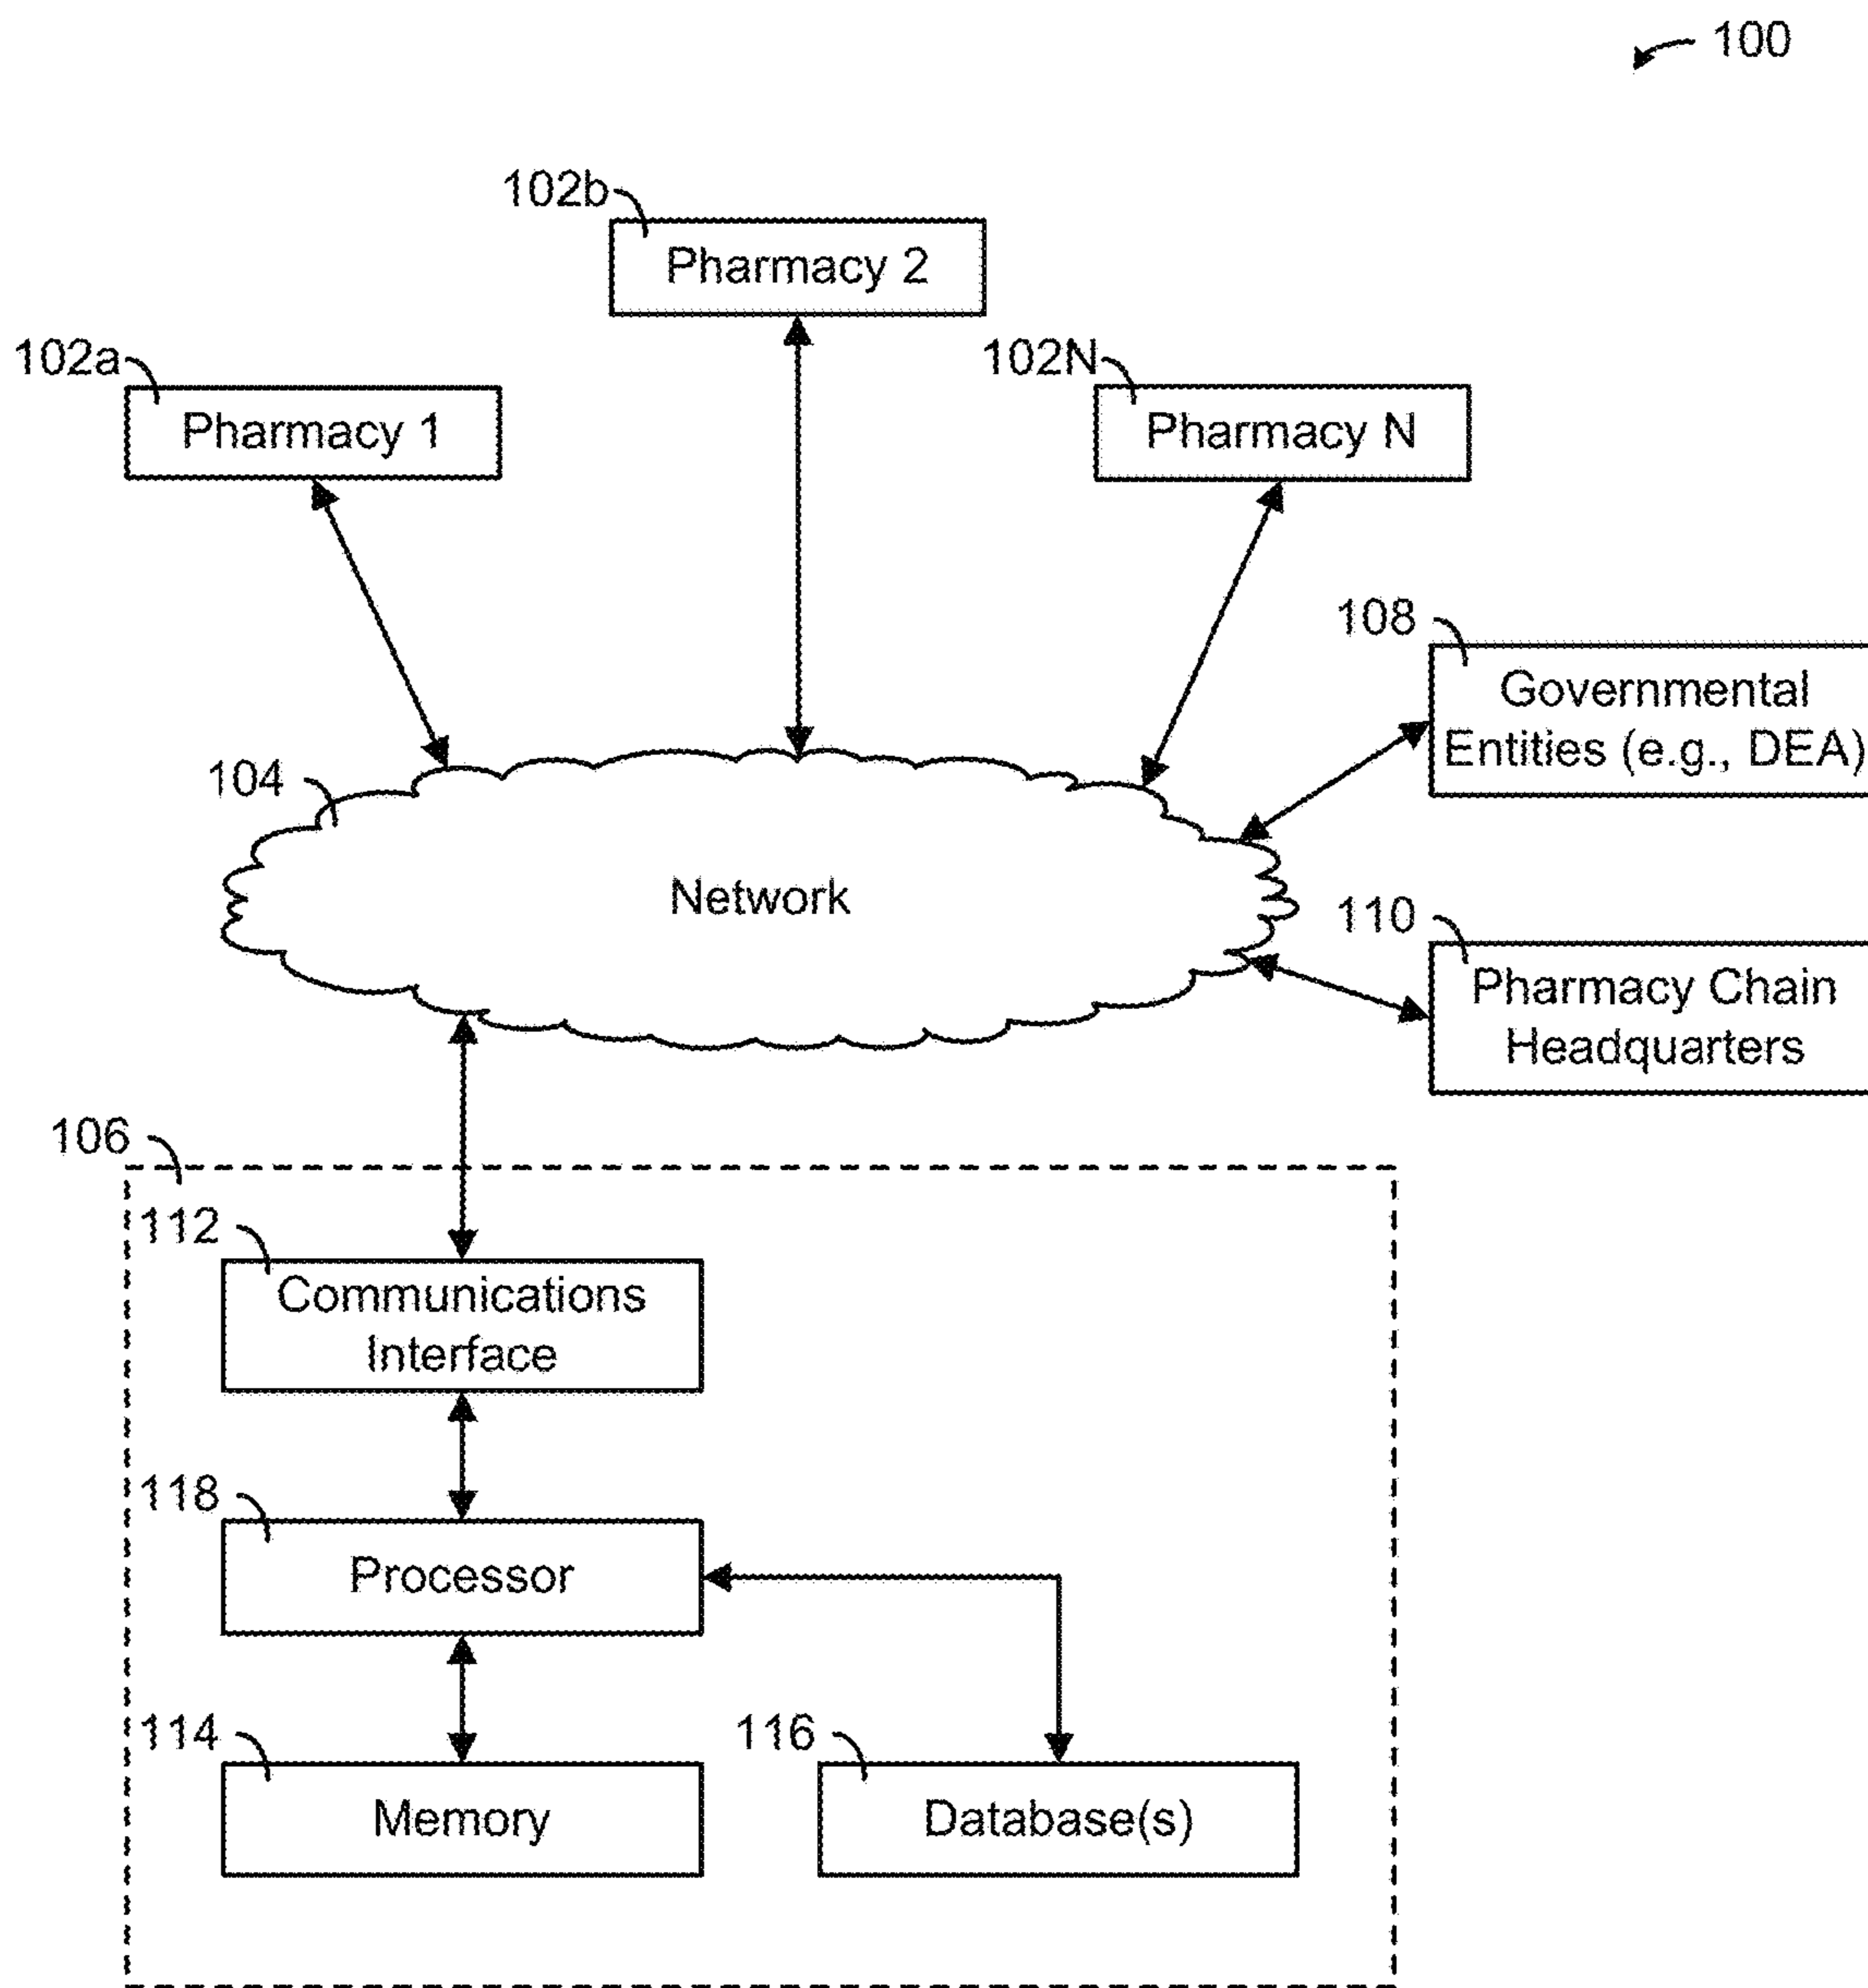 100
102b
Pharmacy 2
102a
Pharmacy 1
102N
Pharmacy N
108
Governmental
Entities (e.g., DEA)
104
Network
110
Pharmacy Chain
Headquarters
106
112
Communications
Interface
118
Processor
114
Memory
116
Database(s)